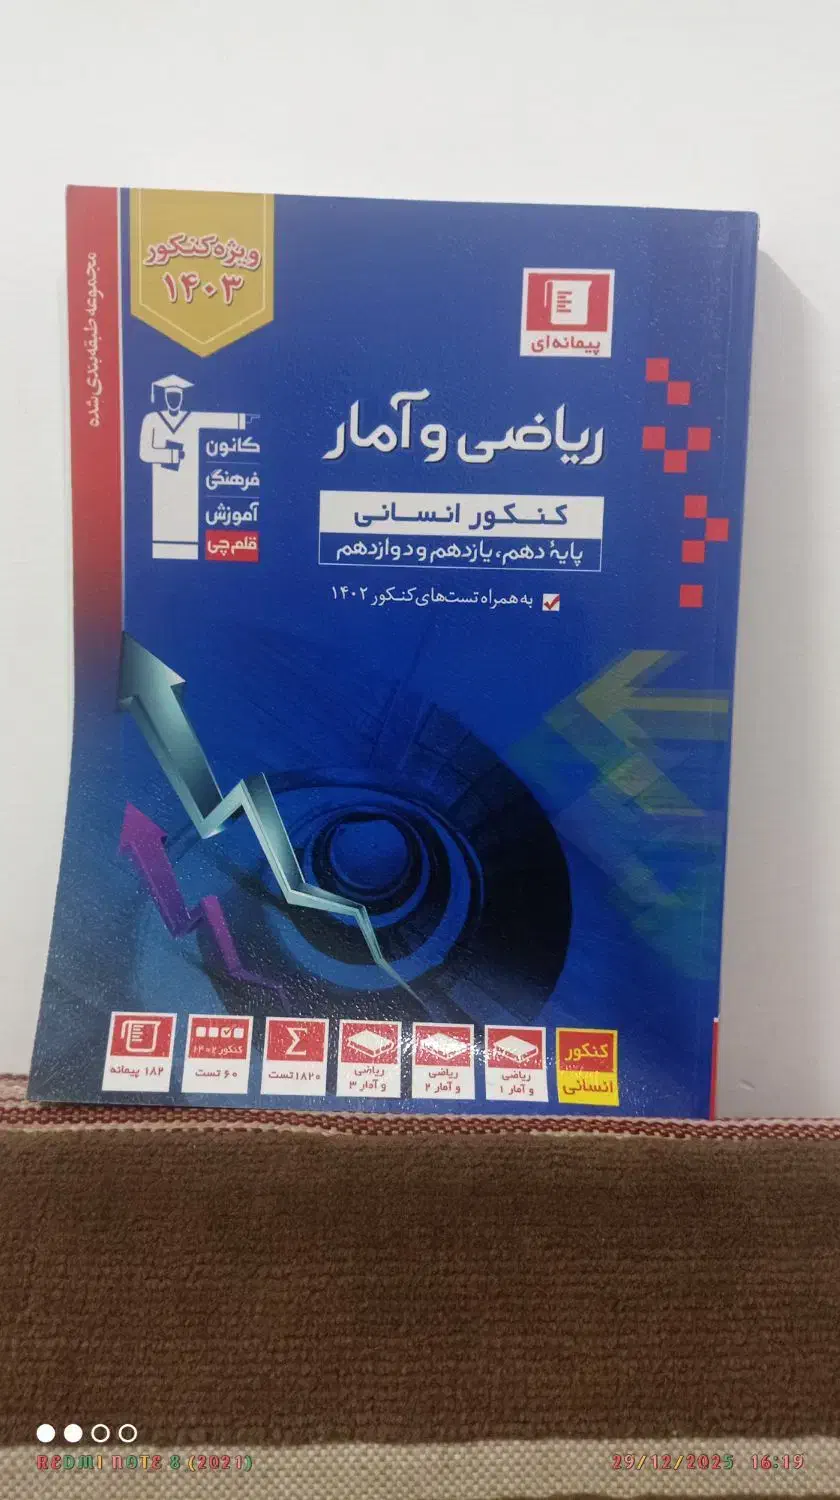 ویژه کنکور
۱۴۰۳
مجموعه طبقه‌بندی شده
پیمانه‌ای
کانون
فرهنگی
آموزش
قلم‌چی
ریاضی و آمار
کنکور انسانی
پایهٔ دهم، یازدهم و دوازدهم
به همراه تست‌های کنکور ۱۴۰۲
کنکور
انسانی
ریاضی
و آمار ۱
ریاضی
و آمار ۲
ریاضی
و آمار ۳
Σ
۱۸۲۰ تست
کنکور ۱۴۰۲
۶۰ تست
۱۸۲ پیمانه
REDMI NOTE 8 (2021)
29/12/2025 16:19